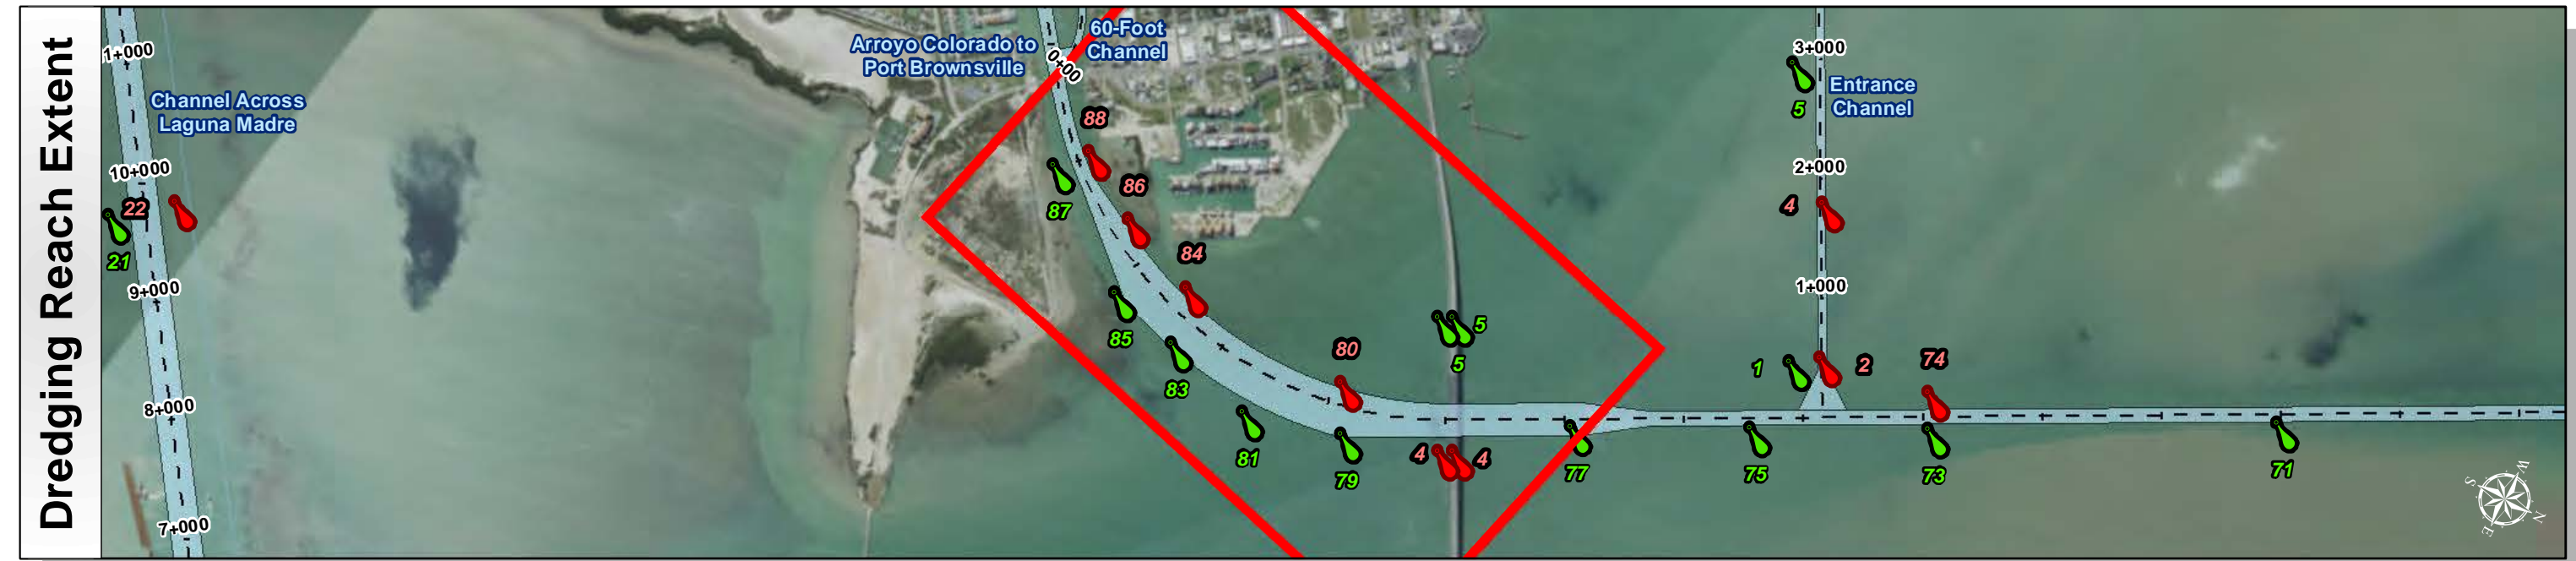 Dredging Reach Extent
1+000
Channel Across
Laguna Madre
10+000
22
21
9+000
8+000
7+000
Arroyo Colorado to
Port Brownsville
60-Foot
Channel
0+00
88
87
86
84
85
83
81
80
79
5
5
4
4
77
3+000
5
Entrance
Channel
2+000
4
1+000
1
2
74
75
73
71
W
S
N
E